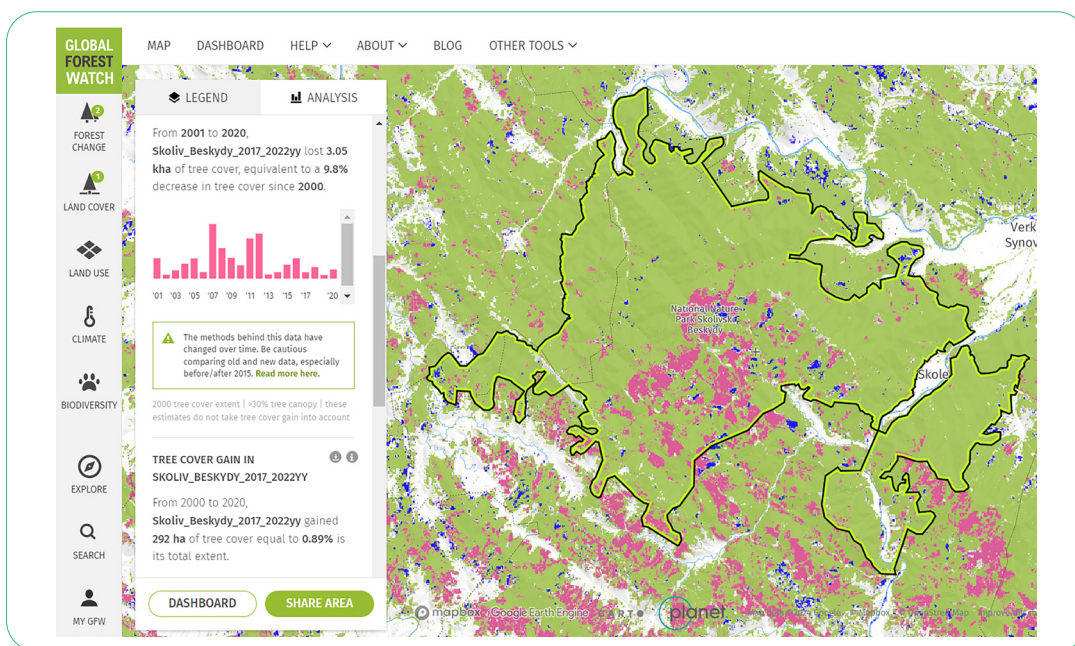 GLOBAL
FOREST
WATCH
MAP DASHBOARD HELP ABOUT BLOG OTHER TOOLS
2
FOREST
CHANGE
1
LAND COVER
LAND USE
CLIMATE
BIODIVERSITY
EXPLORE
SEARCH
MY GFW
LEGEND ANALYSIS
From 2001 to 2020,
Skoliv_Beskydy_2017_2022yy lost 3.05
kha of tree cover, equivalent to a 9.8%
decrease in tree cover since 2000.
'01 '03 '05 '07 '09 '11 '13 '15 '17 '20
The methods behind this data have
changed over time. Be cautious
comparing old and new data, especially
before/after 2015. Read more here.
2000 tree cover extent | >30% tree canopy | these
estimates do not take tree cover gain into account
TREE COVER GAIN IN
SKOLIV_BESKYDY_2017_2022YY
From 2000 to 2020,
Skoliv_Beskydy_2017_2022yy gained
292 ha of tree cover equal to 0.89% is
its total extent.
DASHBOARD SHARE AREA
National Nature
Park Skolivski
Beskydy
Verk
Synov
Skole
mapbox Google Earth Engine CARTO planet